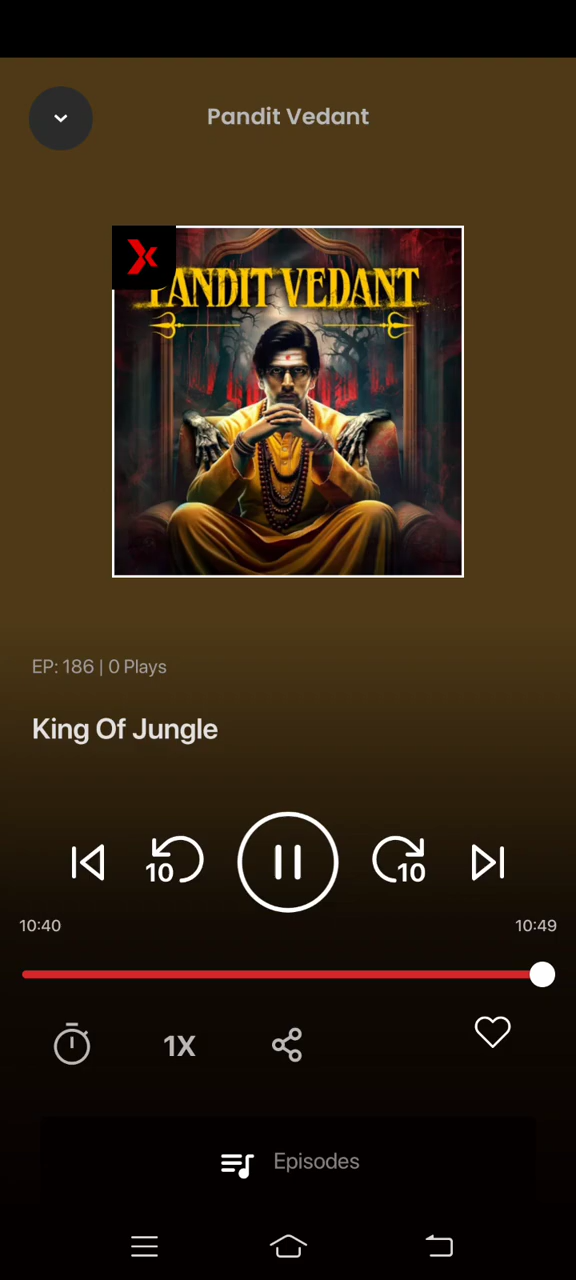 Pandit Vedant
PANDIT VEDANT
EP: 186 | 0 Plays
King Of Jungle
10
10
10:40
10:49
1X
Episodes